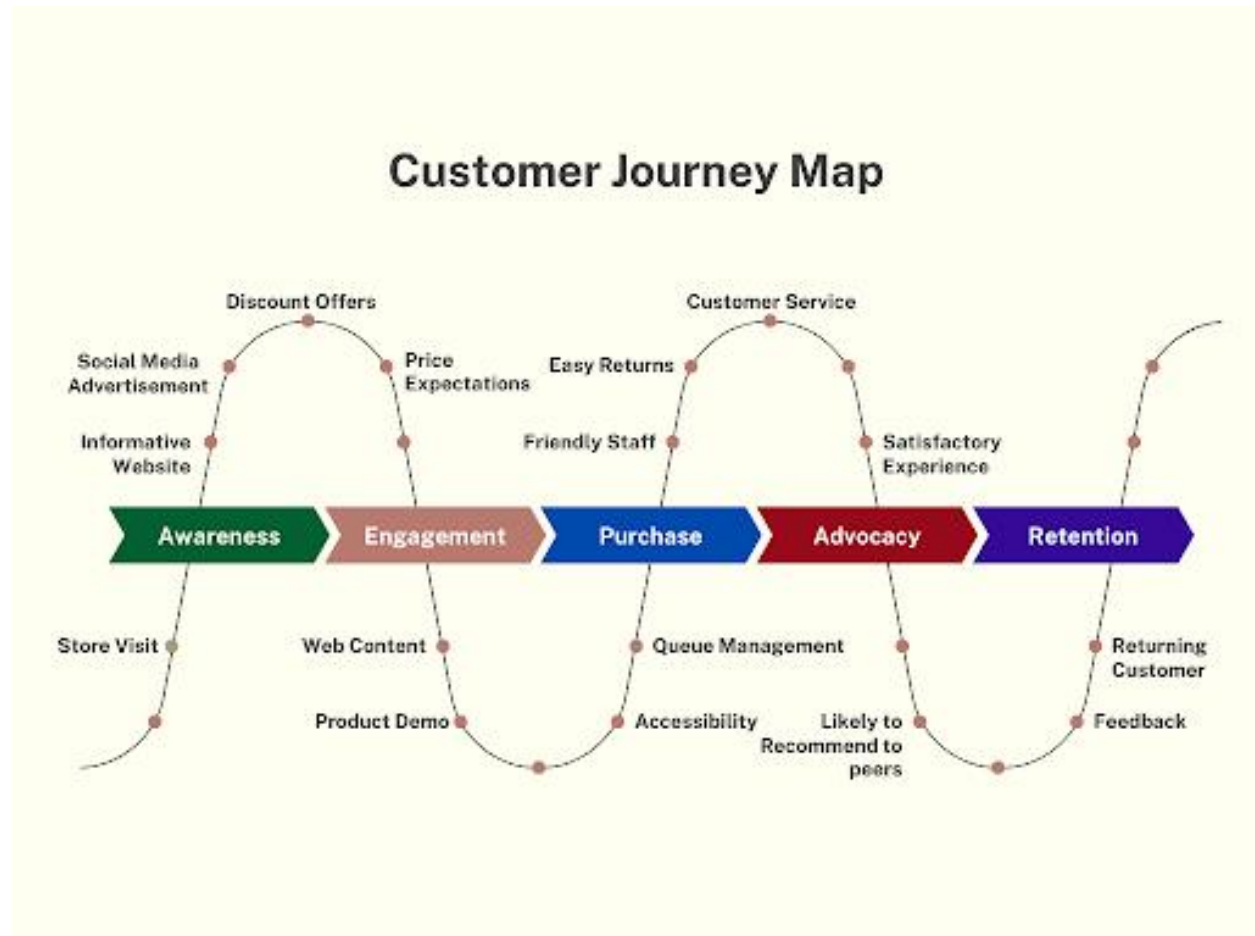 Customer Journey Map
Discount Offers
Customer Service
Social Media
Advertisement
Price
Expectations
Easy Returns
Informative
Website
Friendly Staff
Satisfactory
Experience
Awareness
Engagement
Purchase
Advocacy
Retention
Store Visit
Web Content
Queue Management
Returning
Customer
Product Demo
Accessibility
Likely to
Recommend to
peers
Feedback